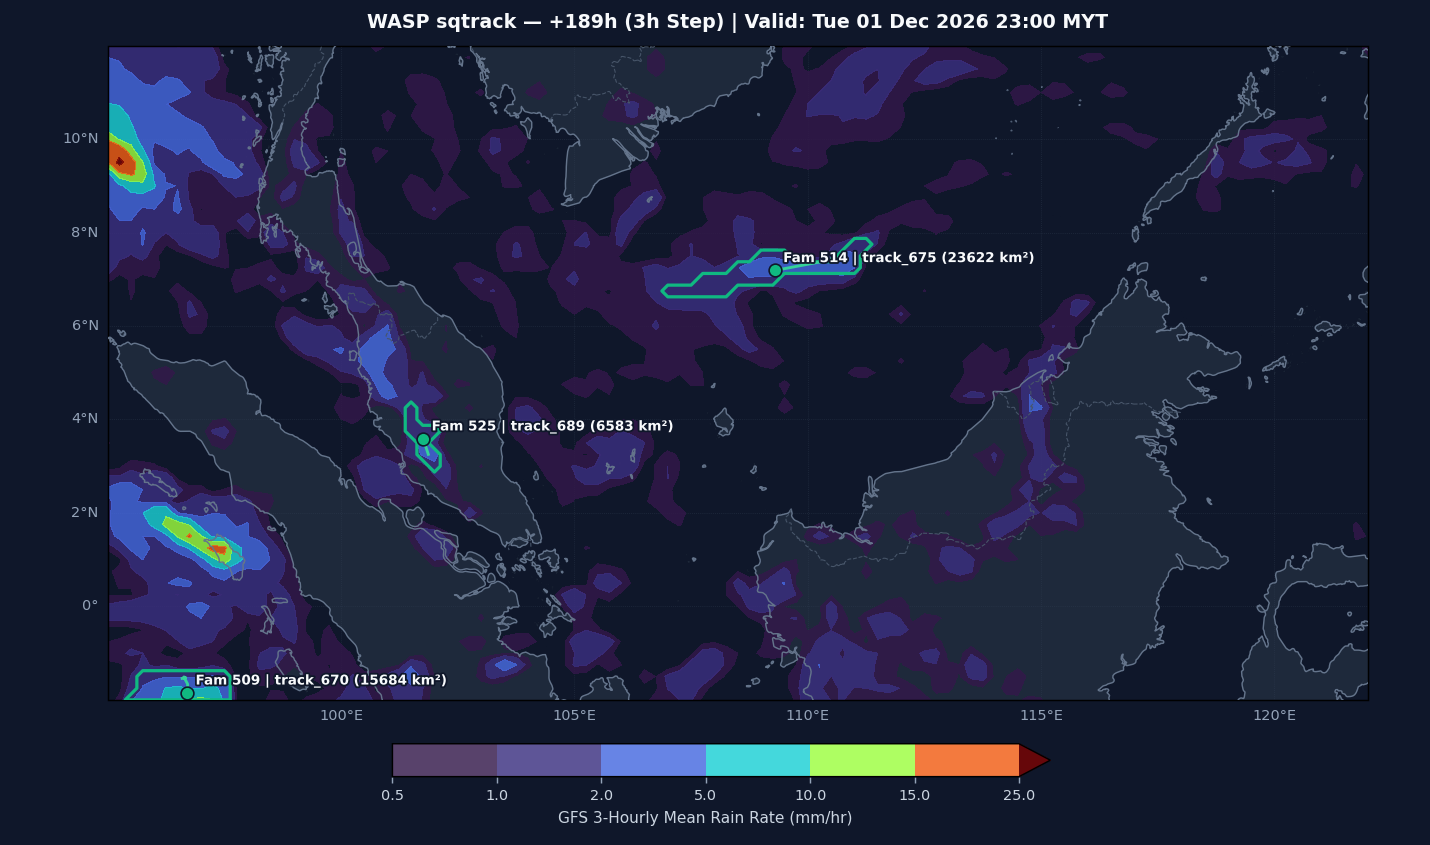 WASP sqtrack — +189h (3h Step) | Valid: Tue 01 Dec 2026 23:00 MYT
10°N
8°N
Fam 514 | track_675 (23622 km²)
6°N
4°N
Fam 525 | track_689 (6583 km²)
2°N
0°
Fam 509 | track_670 (15684 km²)
100°E 105°E 110°E 115°E 120°E
0.5 1.0 2.0 5.0 10.0 15.0 25.0
GFS 3-Hourly Mean Rain Rate (mm/hr)